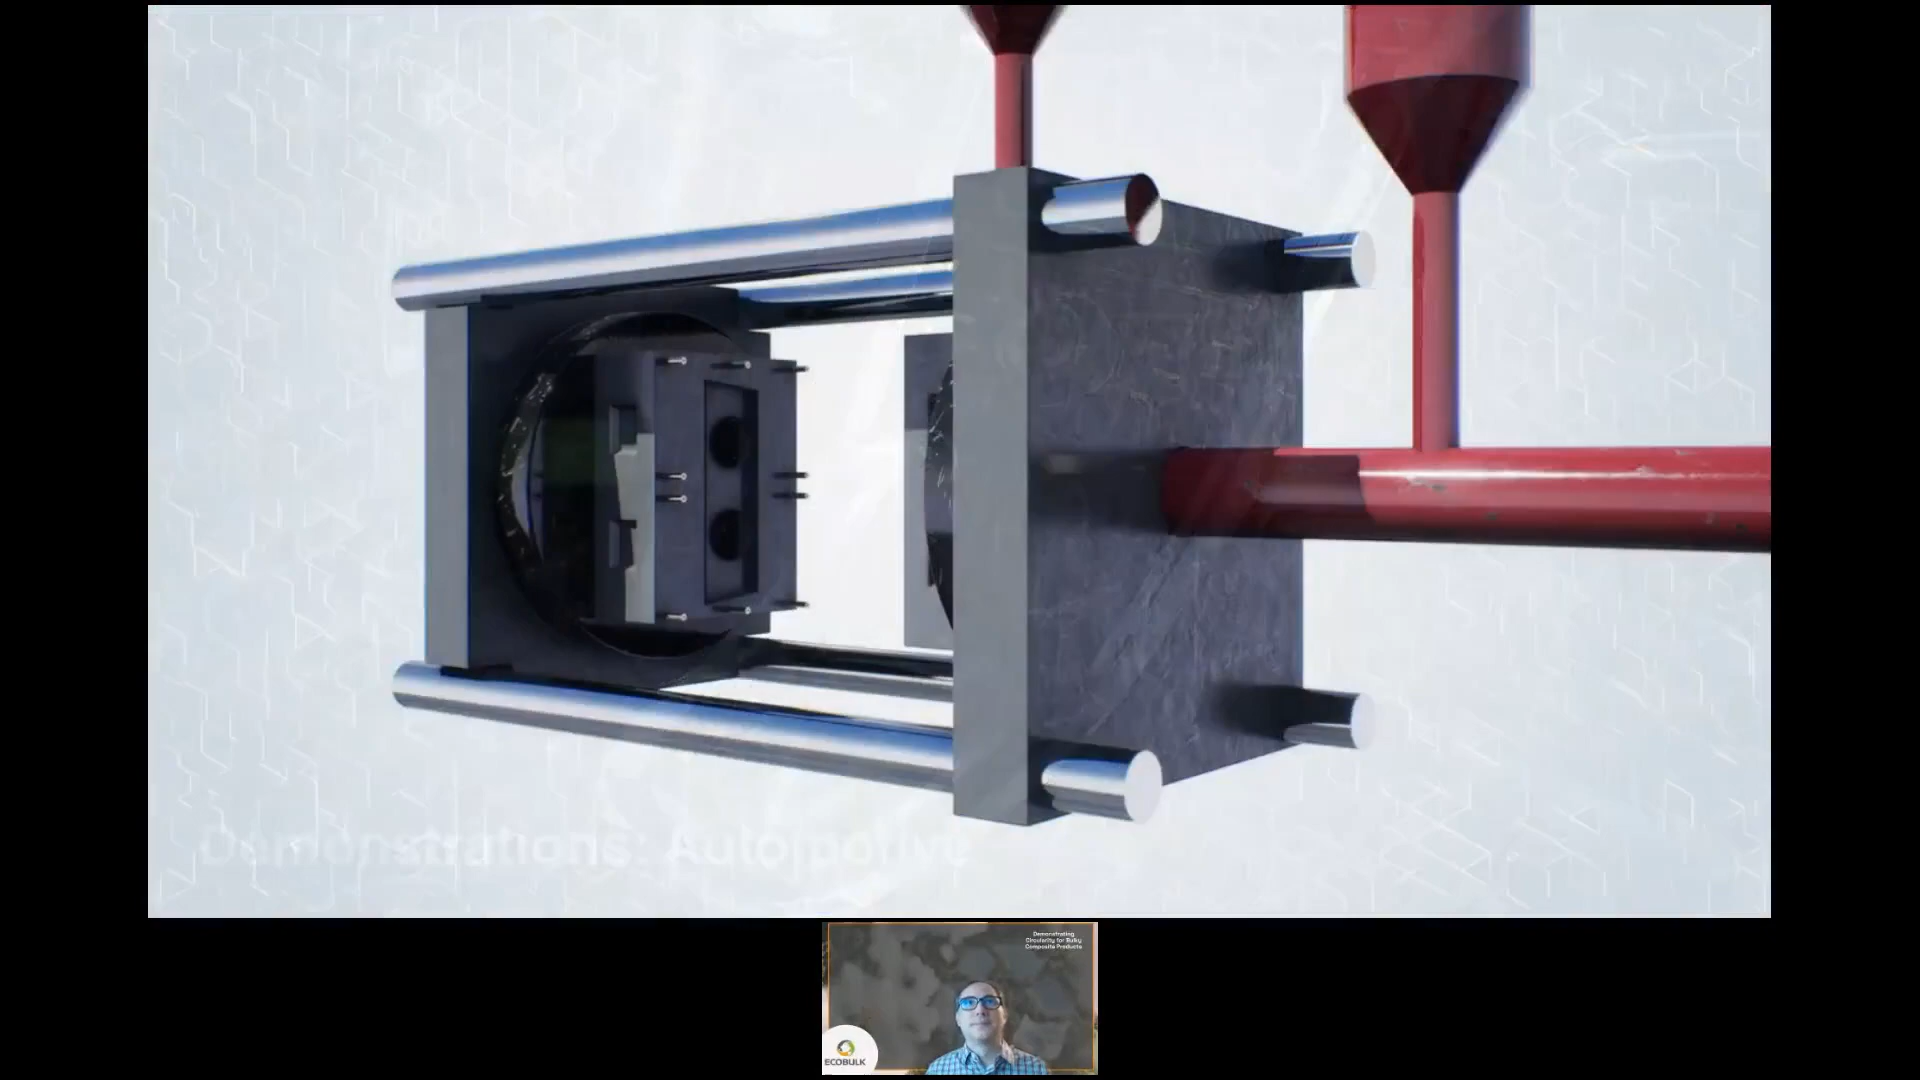 Demonstrations: Automotive
Demonstrating
Circularity for Bulky
Composite Products
ECOBULK